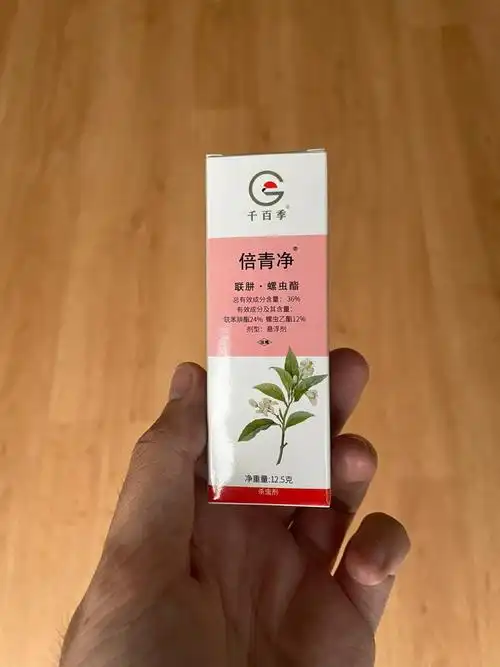 千百季®
倍青净®
联肼·螺虫酯
总有效成分含量：36%
有效成分及其含量：
联苯肼酯24% 螺虫乙酯12%
剂型：悬浮剂
净重量:12.5克
杀虫剂